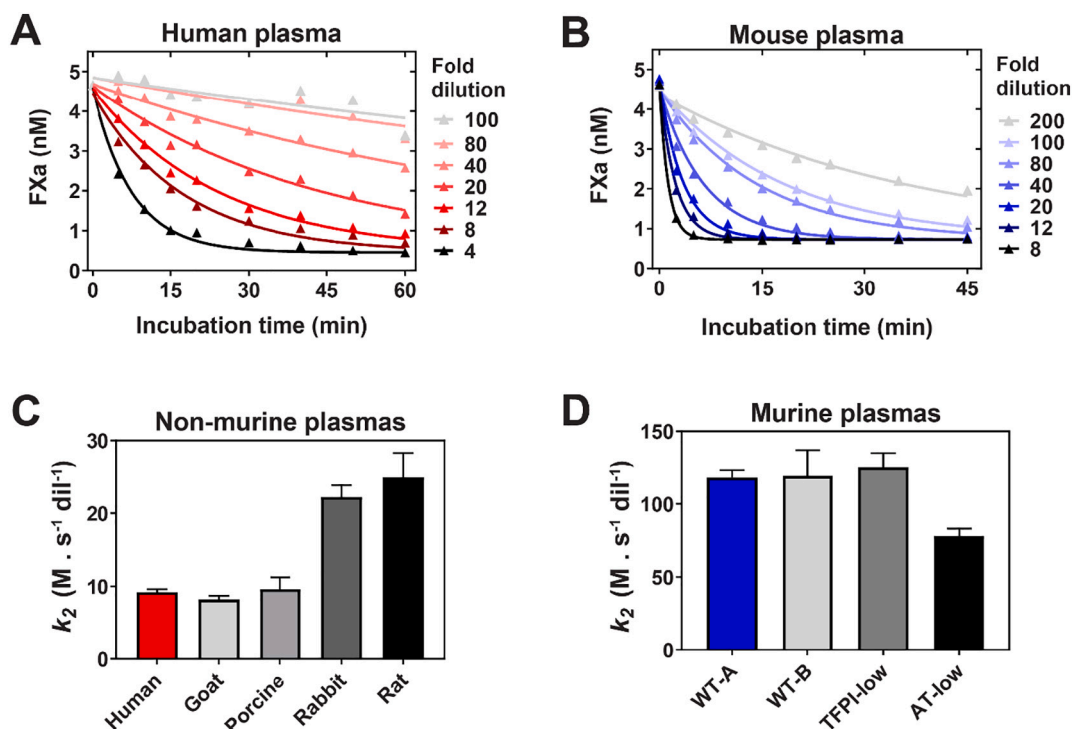 A
Human plasma
FXa (nM)
5
4
3
2
1
0
0 15 30 45 60
Incubation time (min)
Fold
dilution
100
80
40
20
12
8
4
B
Mouse plasma
FXa (nM)
5
4
3
2
1
0
0 15 30 45
Incubation time (min)
Fold
dilution
200
100
80
40
20
12
8
C
Non-murine plasmas
k₂ (M . s⁻¹ dil⁻¹)
30
20
10
0
Human Goat Porcine Rabbit Rat
D
Murine plasmas
k₂ (M . s⁻¹ dil⁻¹)
150
100
50
0
WT-A WT-B TFPI-low AT-low